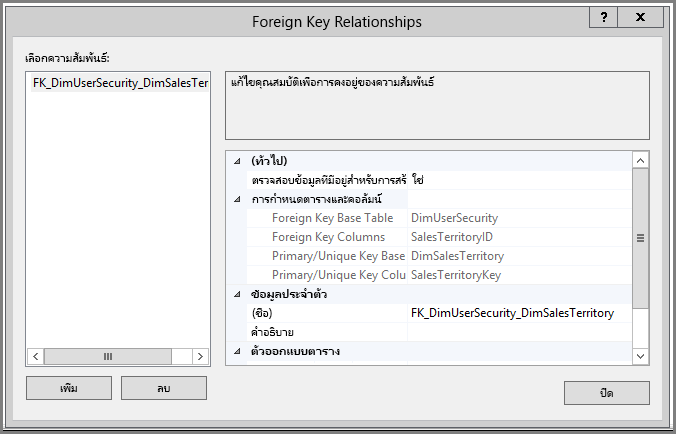 Foreign Key Relationships
? X
เลือกความสัมพันธ์:
FK_DimUserSecurity_DimSalesTer
แก้ไขคุณสมบัติเพื่อการคงอยู่ของความสัมพันธ์
(ทั่วไป)
ตรวจสอบข้อมูลที่มีอยู่สำหรับการสร้ ใช่
การกำหนดตารางและคอลัมน์
Foreign Key Base Table DimUserSecurity
Foreign Key Columns SalesTerritoryID
Primary/Unique Key Base DimSalesTerritory
Primary/Unique Key Colu SalesTerritoryKey
ข้อมูลประจำตัว
(ชื่อ) FK_DimUserSecurity_DimSalesTerritory
คำอธิบาย
ตัวออกแบบตาราง
เพิ่ม ลบ ปิด